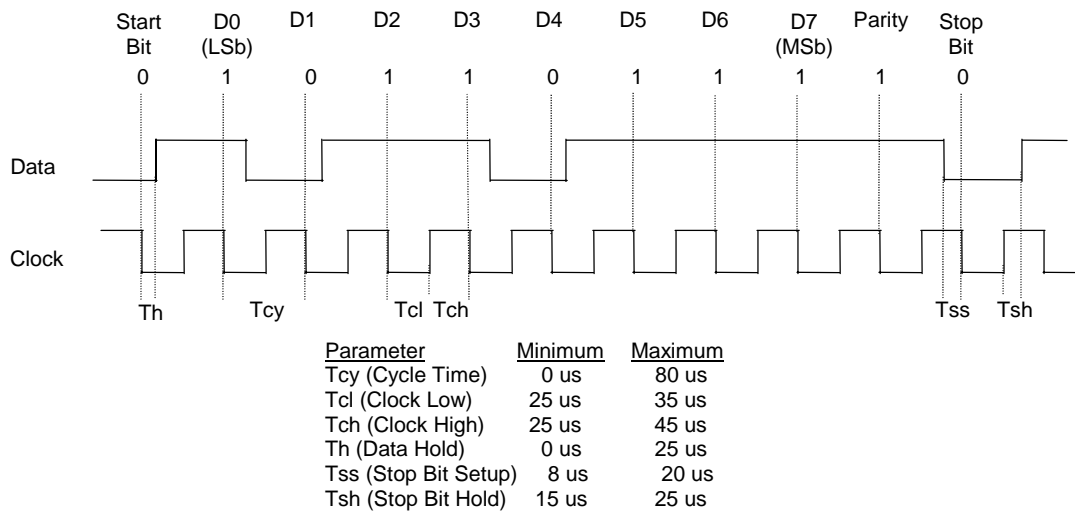 Start Bit
D0 (LSb)
D1
D2
D3
D4
D5
D6
D7 (MSb)
Parity
Stop Bit
0 1 0 1 1 0 1 1 1 1 0
Data
Clock
Th Tcy Tcl Tch Tss Tsh
Parameter Minimum Maximum
Tcy (Cycle Time) 0 us 80 us
Tcl (Clock Low) 25 us 35 us
Tch (Clock High) 25 us 45 us
Th (Data Hold) 0 us 25 us
Tss (Stop Bit Setup) 8 us 20 us
Tsh (Stop Bit Hold) 15 us 25 us